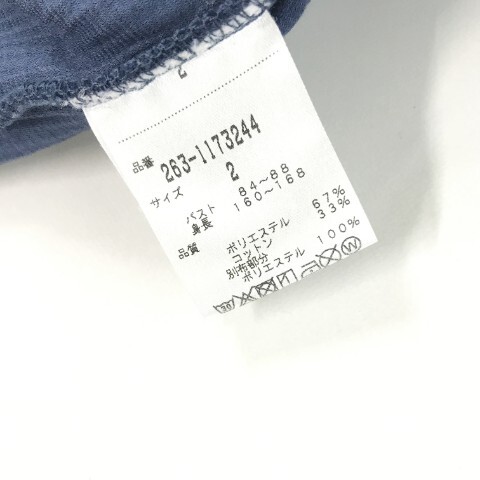 2
品番 263-1173244
サイズ 2
バスト 84～88
身長 160～168
品質 ポリエステル 67%
コットン 33%
別布部分
ポリエステル 100%